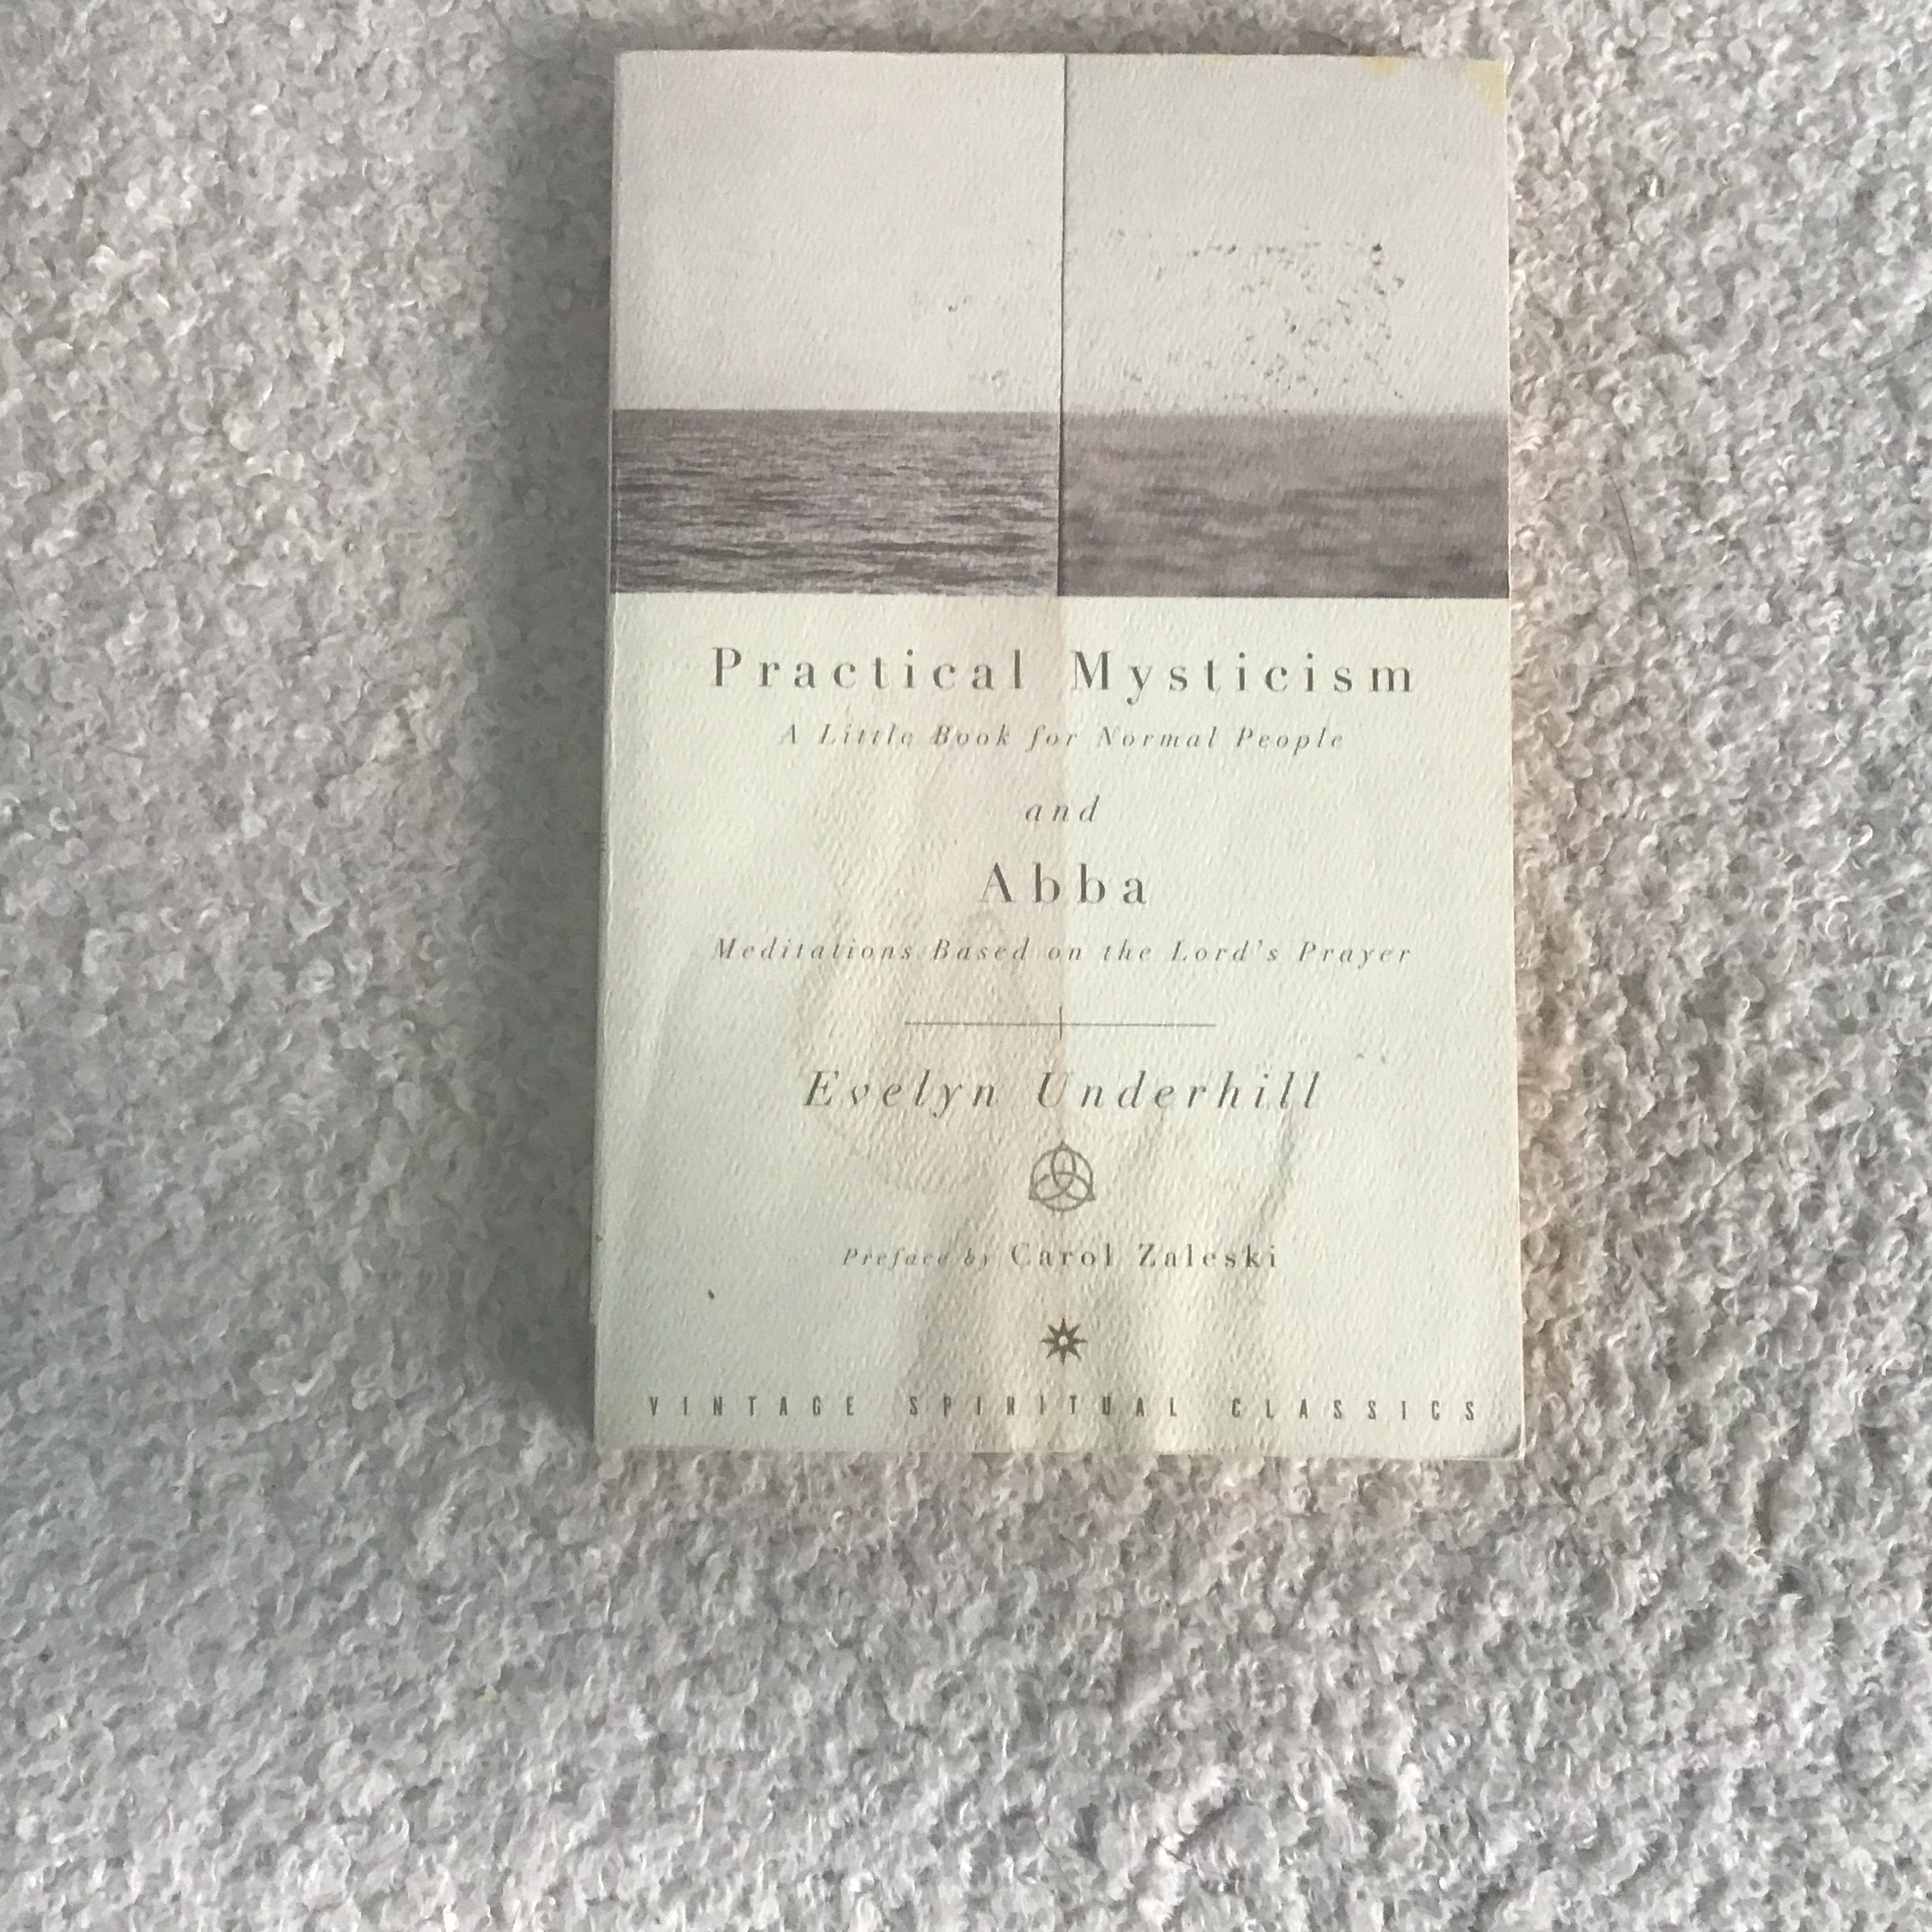 Practical Mysticism
A Little Book for Normal People
and
Abba
Meditations Based on the Lord's Prayer
Evelyn Underhill
Preface by Carol Zaleski
VINTAGE SPIRITUAL CLASSICS